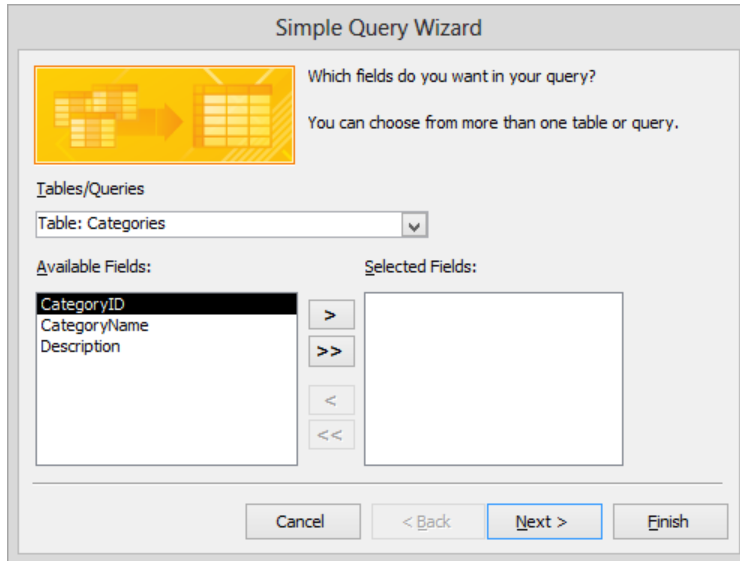 Simple Query Wizard
Which fields do you want in your query?
You can choose from more than one table or query.
Tables/Queries
Table: Categories
Available Fields:
Selected Fields:
CategoryID
CategoryName
Description
>
>>
<
<<
Cancel
< Back
Next >
Finish